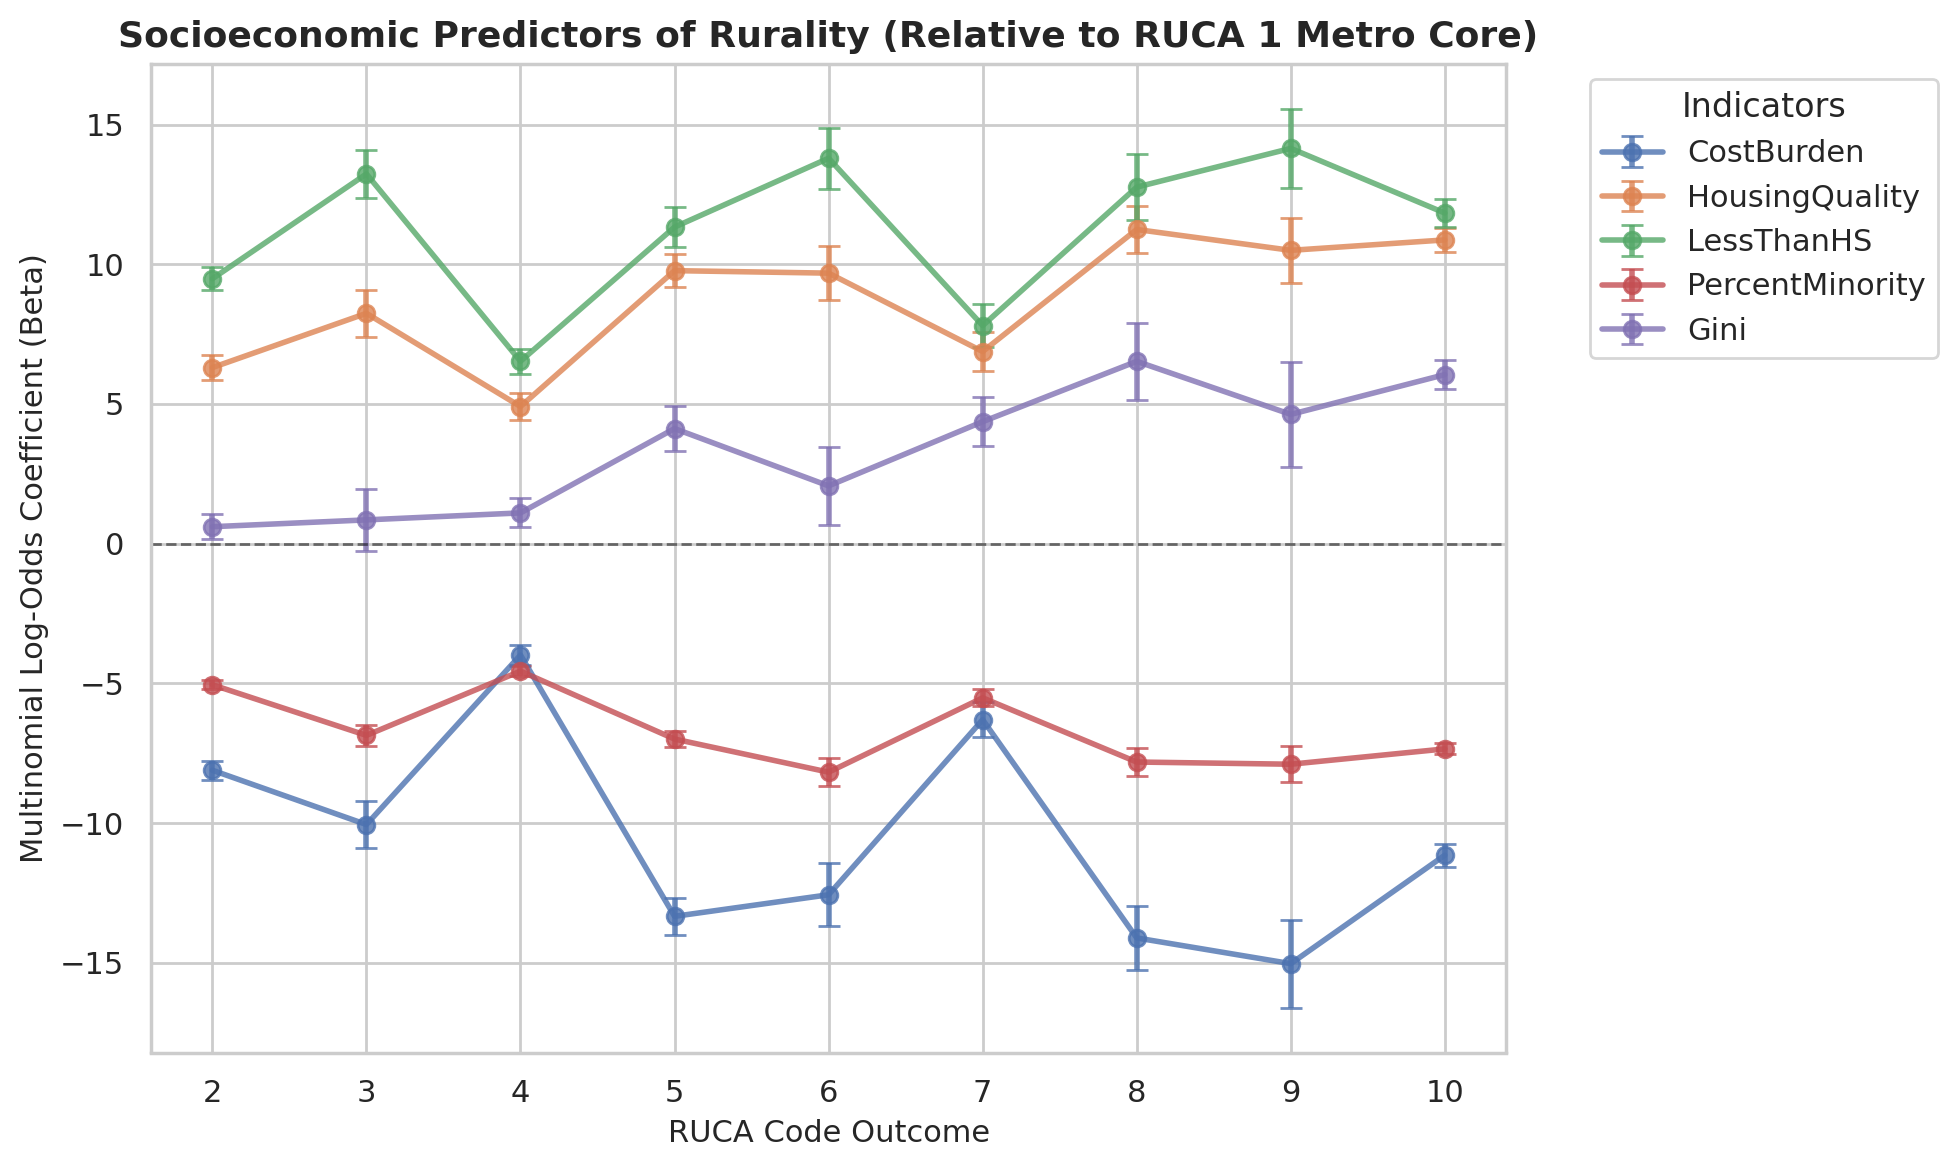 Socioeconomic Predictors of Rurality (Relative to RUCA 1 Metro Core)
Multinomial Log-Odds Coefficient (Beta)
15
10
5
0
−5
−10
−15
2 3 4 5 6 7 8 9 10
RUCA Code Outcome
Indicators
CostBurden
HousingQuality
LessThanHS
PercentMinority
Gini